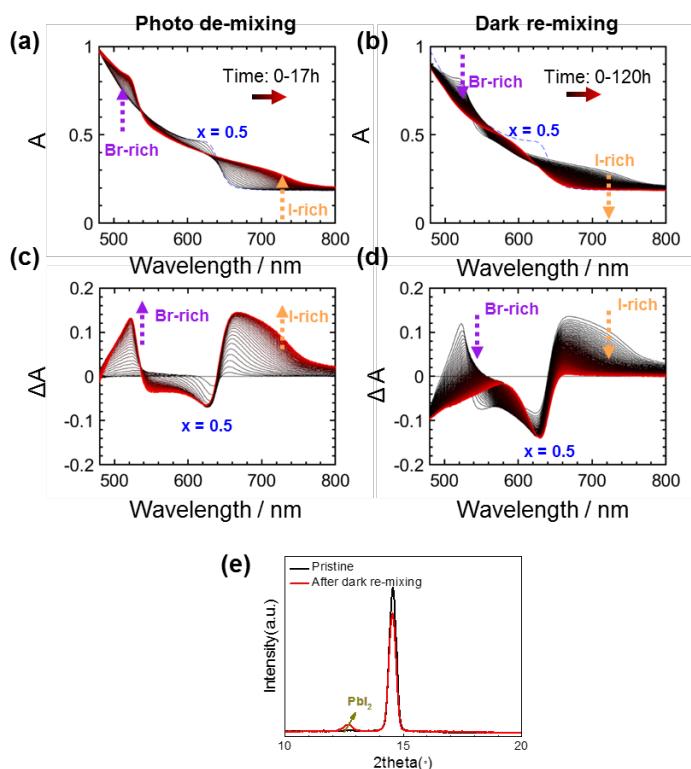 Photo de-mixing
Dark re-mixing
(a)
1
0.5
0
A
500 600 700 800
Wavelength / nm
Time: 0-17h
x = 0.5
Br-rich
I-rich
(b)
1
0.5
0
A
500 600 700 800
Wavelength / nm
Br-rich
Time: 0-120h
x = 0.5
I-rich
(c)
0.2
0.1
0
-0.1
-0.2
ΔA
500 600 700 800
Wavelength / nm
Br-rich
I-rich
x = 0.5
(d)
0.2
0.1
0
-0.1
-0.2
Δ A
500 600 700 800
Wavelength / nm
Br-rich
I-rich
x = 0.5
(e)
Pristine
After dark re-mixing
Intensity(a.u.)
PbI₂
10 15 20
2theta(°)